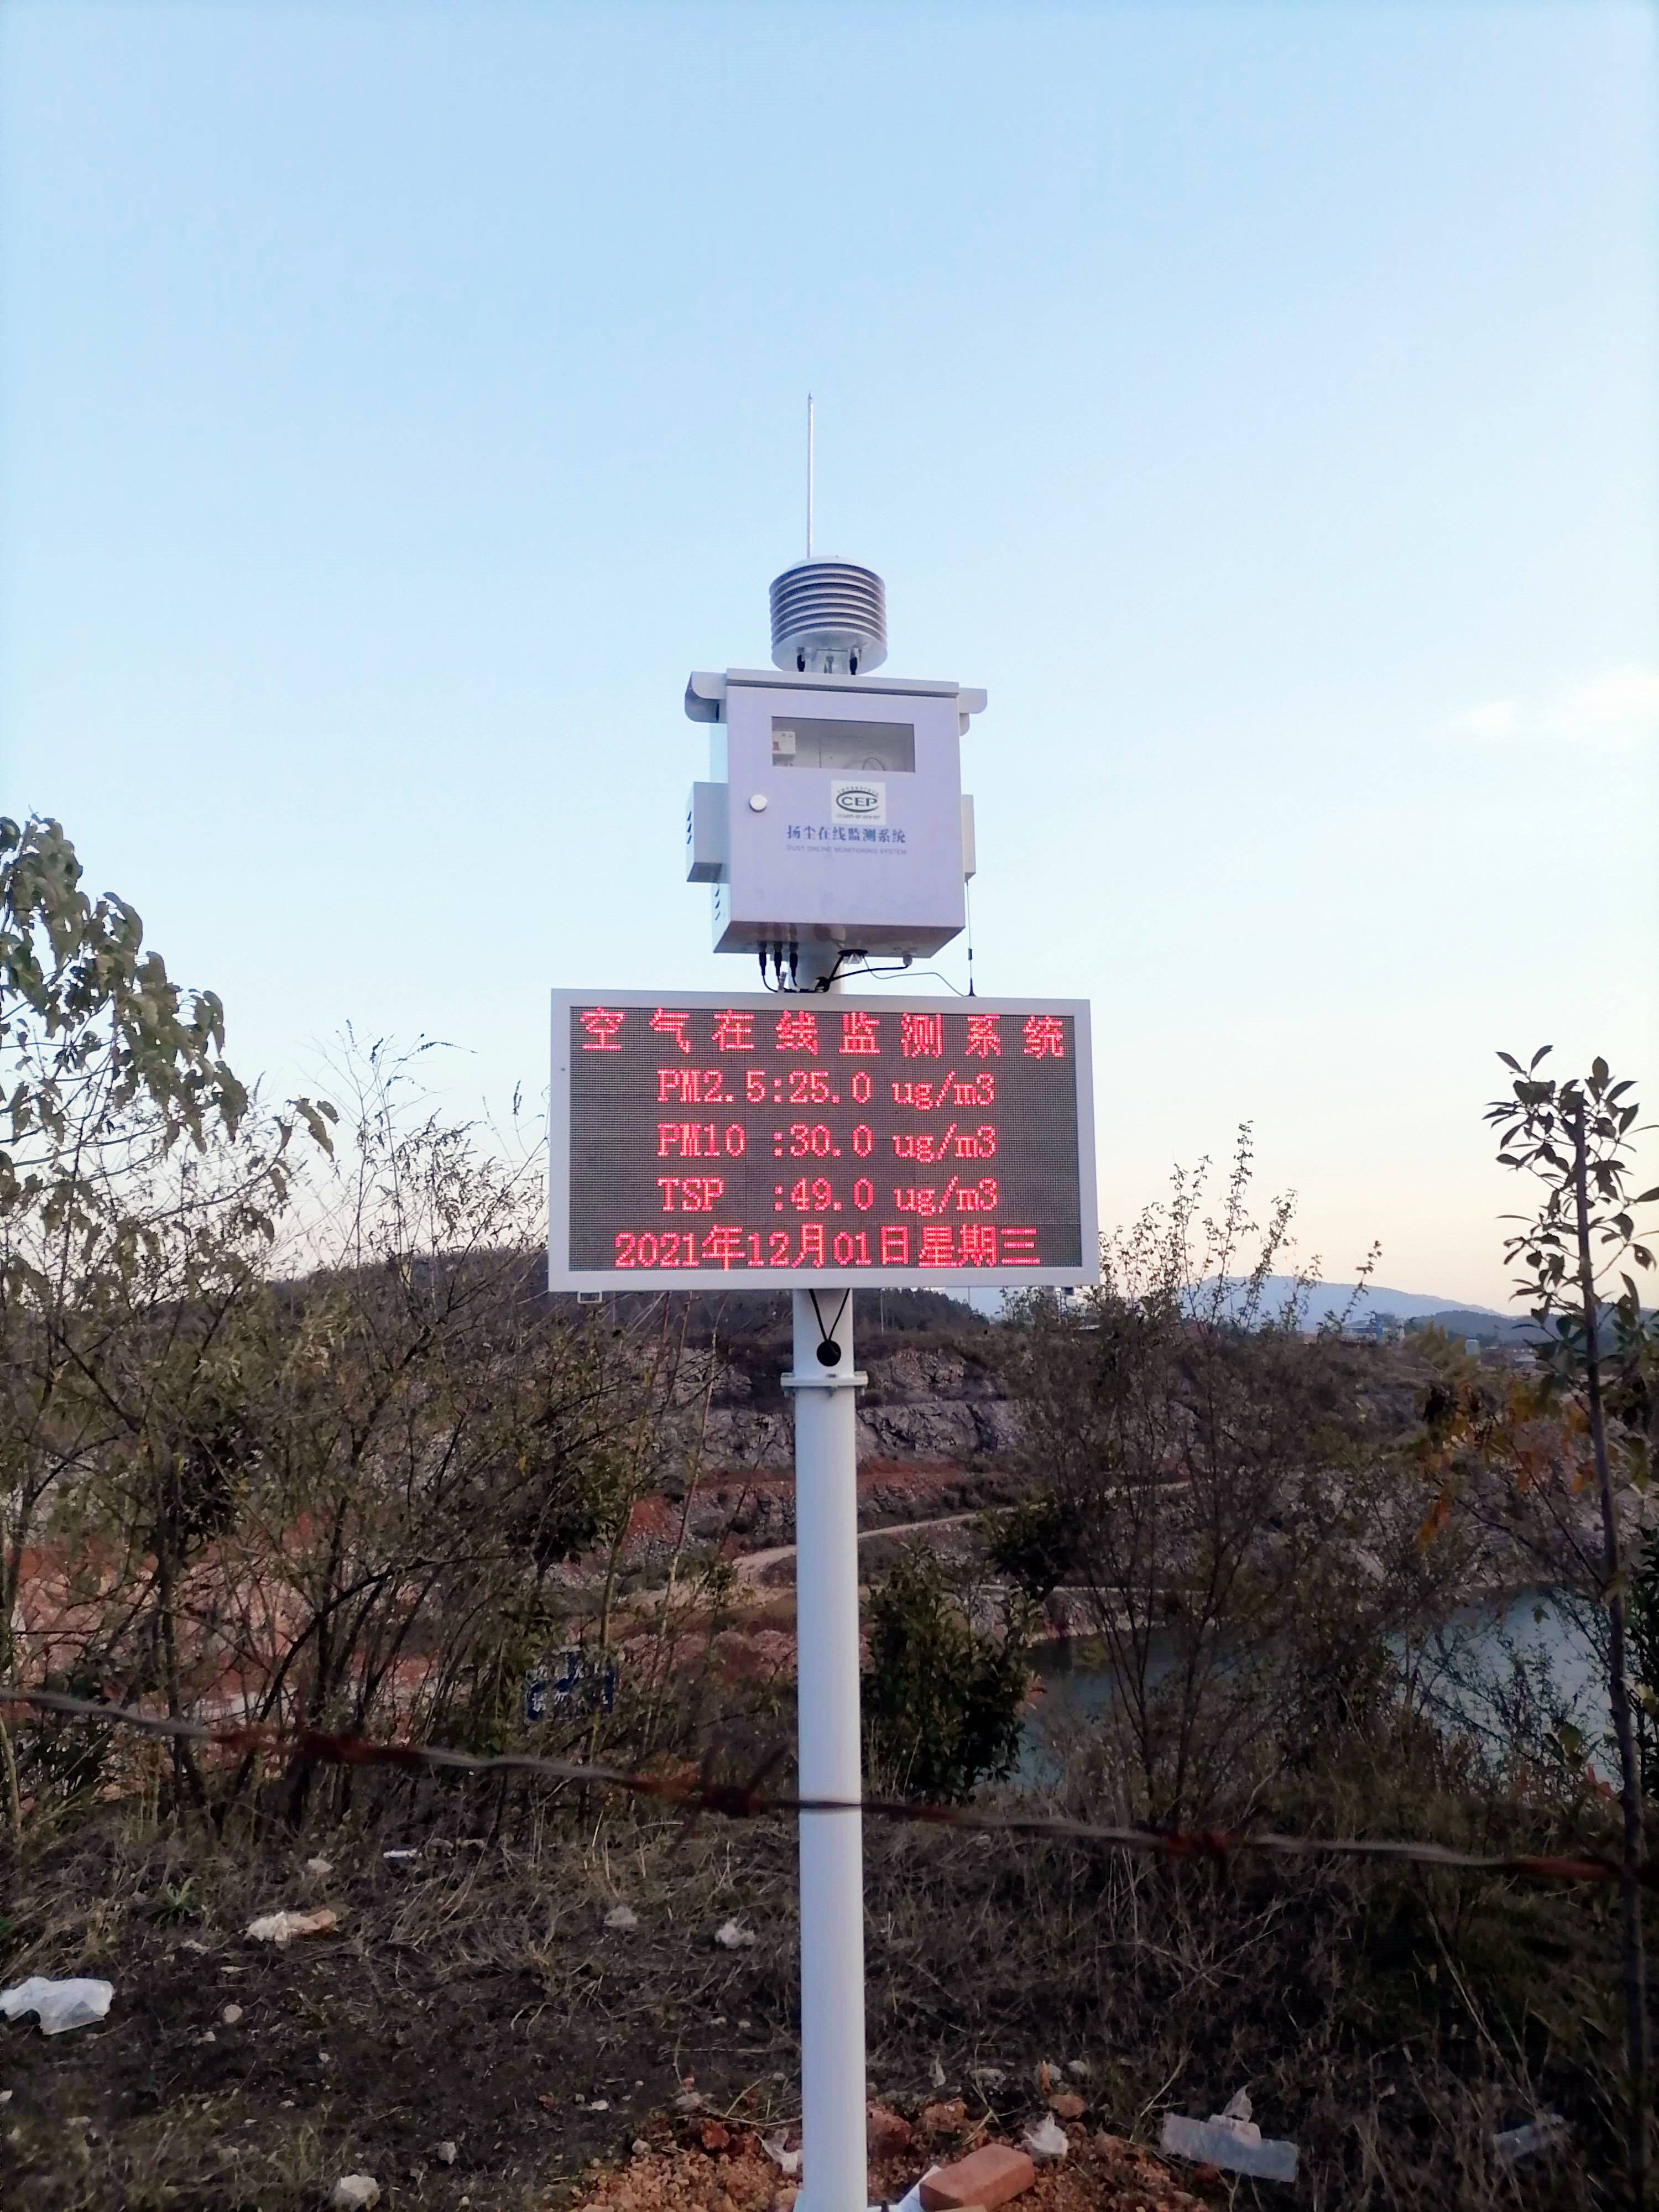 CEP
扬尘在线监测系统
DUST ONLINE MONITORING SYSTEM
空气在线监测系统
PM2.5:25.0 ug/m3
PM10 :30.0 ug/m3
TSP :49.0 ug/m3
2021年12月01日星期三